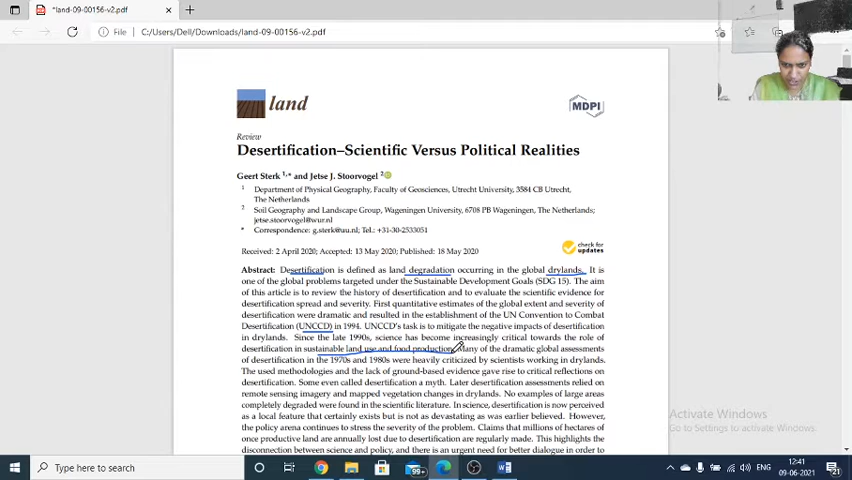 *land-09-00156-v2.pdf
File C:/Users/Dell/Downloads/land-09-00156-v2.pdf
land
MDPI
Review
Desertification–Scientific Versus Political Realities
Geert Sterk 1,* and Jetse J. Stoorvogel 2
1 Department of Physical Geography, Faculty of Geosciences, Utrecht University, 3584 CB Utrecht,
The Netherlands
2 Soil Geography and Landscape Group, Wageningen University, 6708 PB Wageningen, The Netherlands;
jetse.stoorvogel@wur.nl
* Correspondence: g.sterk@uu.nl; Tel.: +31-30-2533051
Received: 2 April 2020; Accepted: 13 May 2020; Published: 18 May 2020
check for
updates
Abstract: Desertification is defined as land degradation occurring in the global drylands. It is
one of the global problems targeted under the Sustainable Development Goals (SDG 15). The aim
of this article is to review the history of desertification and to evaluate the scientific evidence for
desertification spread and severity. First quantitative estimates of the global extent and severity of
desertification were dramatic and resulted in the establishment of the UN Convention to Combat
Desertification (UNCCD) in 1994. UNCCD's task is to mitigate the negative impacts of desertification
in drylands. Since the late 1990s, science has become increasingly critical towards the role of
desertification in sustainable land use and food production. Many of the dramatic global assessments
of desertification in the 1970s and 1980s were heavily criticized by scientists working in drylands.
The used methodologies and the lack of ground-based evidence gave rise to critical reflections on
desertification. Some even called desertification a myth. Later desertification assessments relied on
remote sensing imagery and mapped vegetation changes in drylands. No examples of large areas
completely degraded were found in the scientific literature. In science, desertification is now perceived
as a local feature that certainly exists but is not as devastating as was earlier believed. However,
the policy arena continues to stress the severity of the problem. Claims that millions of hectares of
once productive land are annually lost due to desertification are regularly made. This highlights the
disconnection between science and policy, and there is an urgent need for better dialogue in order to
Activate Windows
Go to Settings to activate Windows.
Type here to search
99+
ENG
12:41
09-06-2021
21